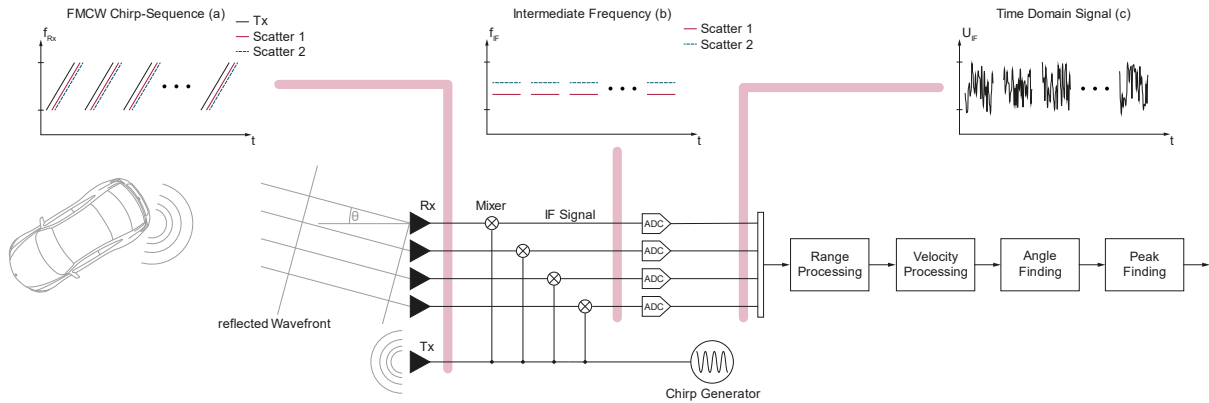 FMCW Chirp-Sequence (a)
Tx
Scatter 1
Scatter 2
f_Rx
t
Intermediate Frequency (b)
Scatter 1
Scatter 2
f_IF
t
Time Domain Signal (c)
U_IF
t
Rx
Mixer
IF Signal
θ
ADC
ADC
ADC
ADC
Range
Processing
Velocity
Processing
Angle
Finding
Peak
Finding
reflected Wavefront
Tx
Chirp Generator